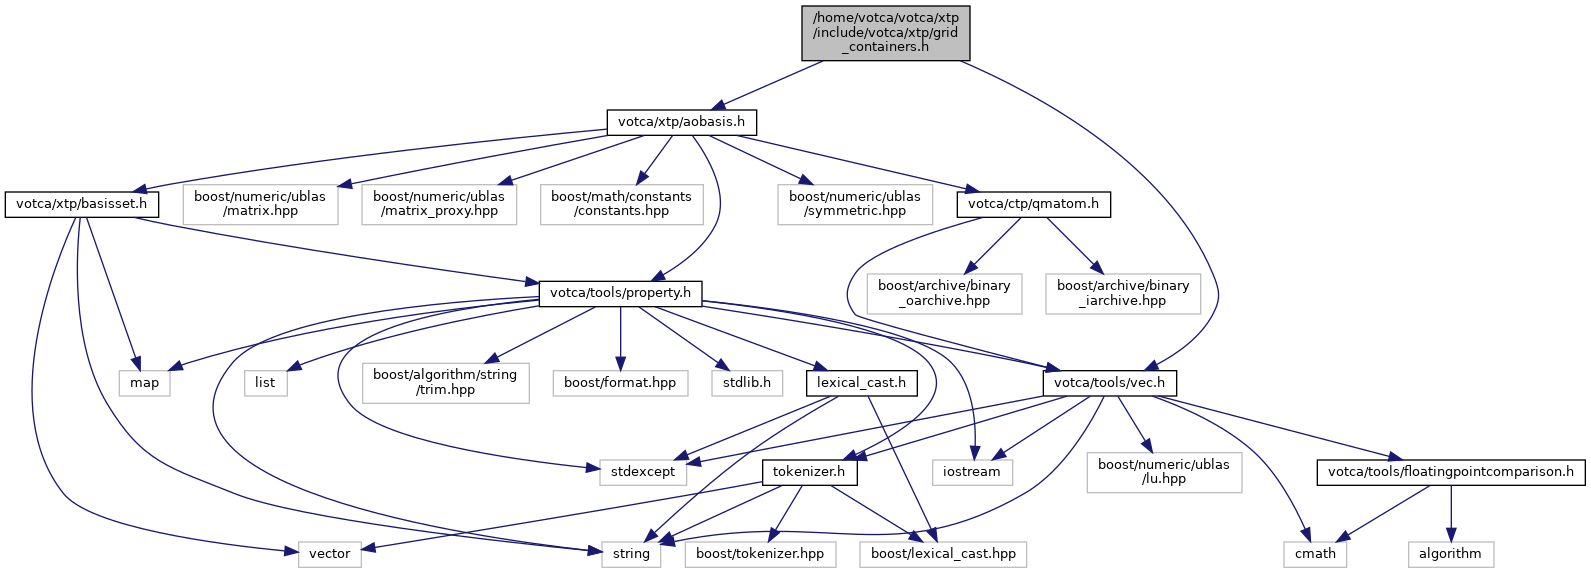 /home/votca/votca/xtp
/include/votca/xtp/grid
_containers.h
votca/xtp/aobasis.h
votca/xtp/basisset.h
boost/numeric/ublas
/matrix.hpp
boost/numeric/ublas
/matrix_proxy.hpp
boost/math/constants
/constants.hpp
boost/numeric/ublas
/symmetric.hpp
votca/ctp/qmatom.h
votca/tools/property.h
boost/archive/binary
_oarchive.hpp
boost/archive/binary
_iarchive.hpp
map
list
boost/algorithm/string
/trim.hpp
boost/format.hpp
stdlib.h
lexical_cast.h
votca/tools/vec.h
stdexcept
tokenizer.h
iostream
boost/numeric/ublas
/lu.hpp
votca/tools/floatingpointcomparison.h
vector
string
boost/tokenizer.hpp
boost/lexical_cast.hpp
cmath
algorithm